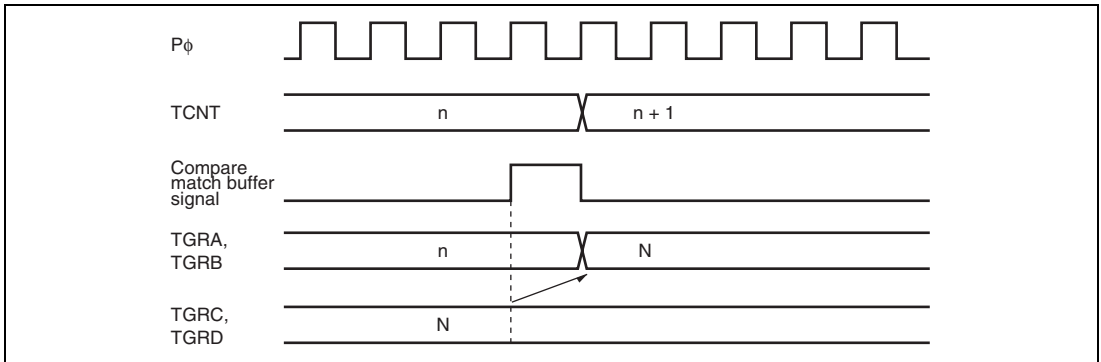 Pφ
TCNT
n
n + 1
Compare
match buffer
signal
TGRA,
TGRB
n
N
TGRC,
TGRD
N